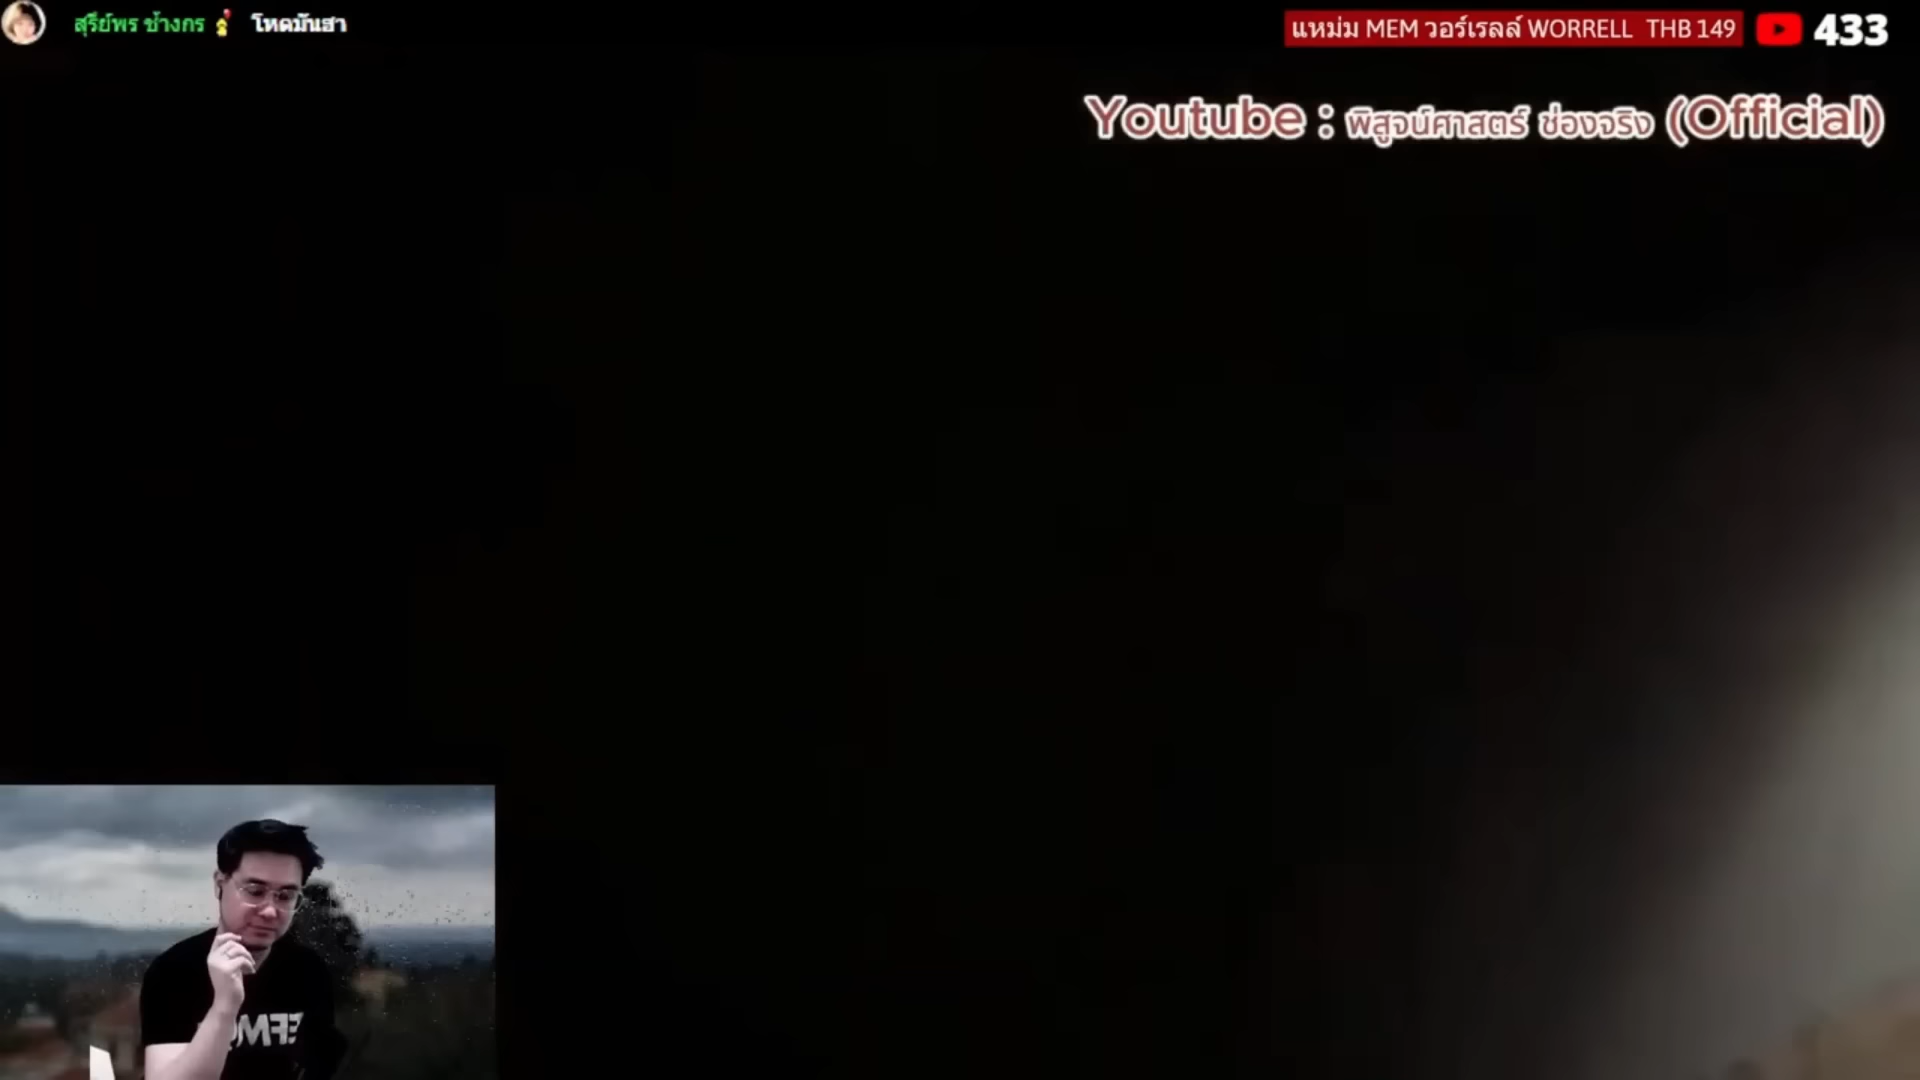 สุรีย์พร ช้างกร โหดมันฮา
แหม่ม MEM วอร์เรลล์ WORRELL THB 149
433
Youtube : พิสูจน์ศาสตร์ ช่องจริง (Official)